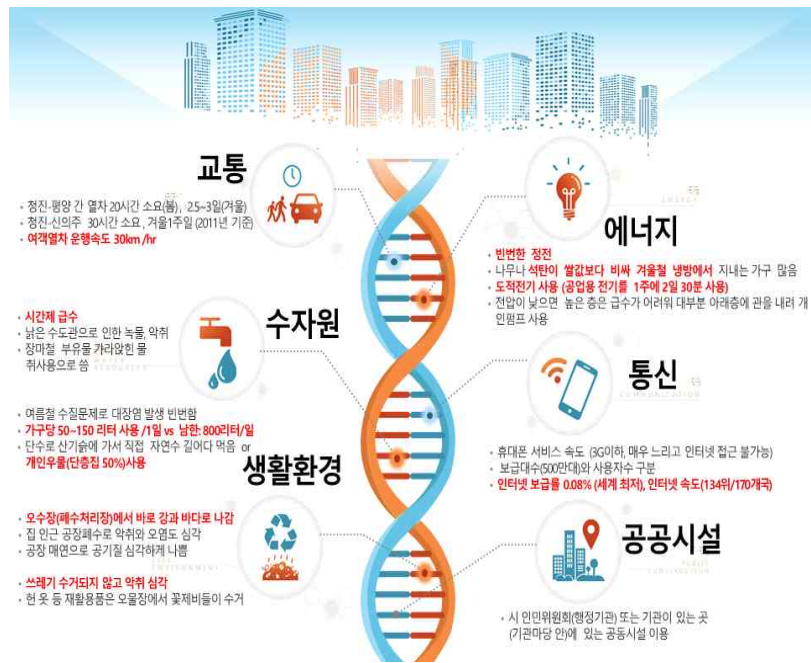 교통
• 청진-평양 간 열차 20시간 소요(봄), 2.5~3일(겨울)
• 청진-신의주 30시간 소요, 겨울1주일 (2011년 기준)
• 여객열차 운행속도 30km /hr
에너지
• 빈번한 정전
• 나무나 석탄이 쌀값보다 비싸 겨울철 냉방에서 지내는 가구 많음
• 도적전기 사용 (공업용 전기를 1주에 2일 30분 사용)
• 전압이 낮으면 높은 층은 급수가 어려워 대부분 아래층에 관을 내려 개
인펌프 사용
수자원
• 시간제 급수
• 낡은 수도관으로 인한 녹물, 악취
• 장마철 부유물 가라앉힌 물
취사용으로 씀
• 여름철 수질문제로 대장염 발생 빈번함
• 가구당 50~150 리터 사용 /1일 vs 남한: 800리터/일
• 단수로 산기슭에 가서 직접 자연수 길어다 먹음 or
개인우물(단층집 50%)사용
통신
COMMUNICATION
• 휴대폰 서비스 속도 (3G이하, 매우 느리고 인터넷 접근 불가능)
• 보급대수(500만대)와 사용자수 구분
• 인터넷 보급률 0.08% (세계 최저), 인터넷 속도(134위/170개국)
생활환경
• 오수장(폐수처리장)에서 바로 강과 바다로 나감
• 집 인근 공장폐수로 악취와 오염도 심각
• 공장 매연으로 공기질 심각하게 나쁨
ENVIRONMENT
• 쓰레기 수거되지 않고 악취 심각
• 헌 옷 등 재활용품은 오물장에서 꽃제비들이 수거
공공시설
PUBLIC
• 시 인민위원회(행정기관) 또는 기관이 있는 곳
(기관마당 안)에 있는 공동시설 이용